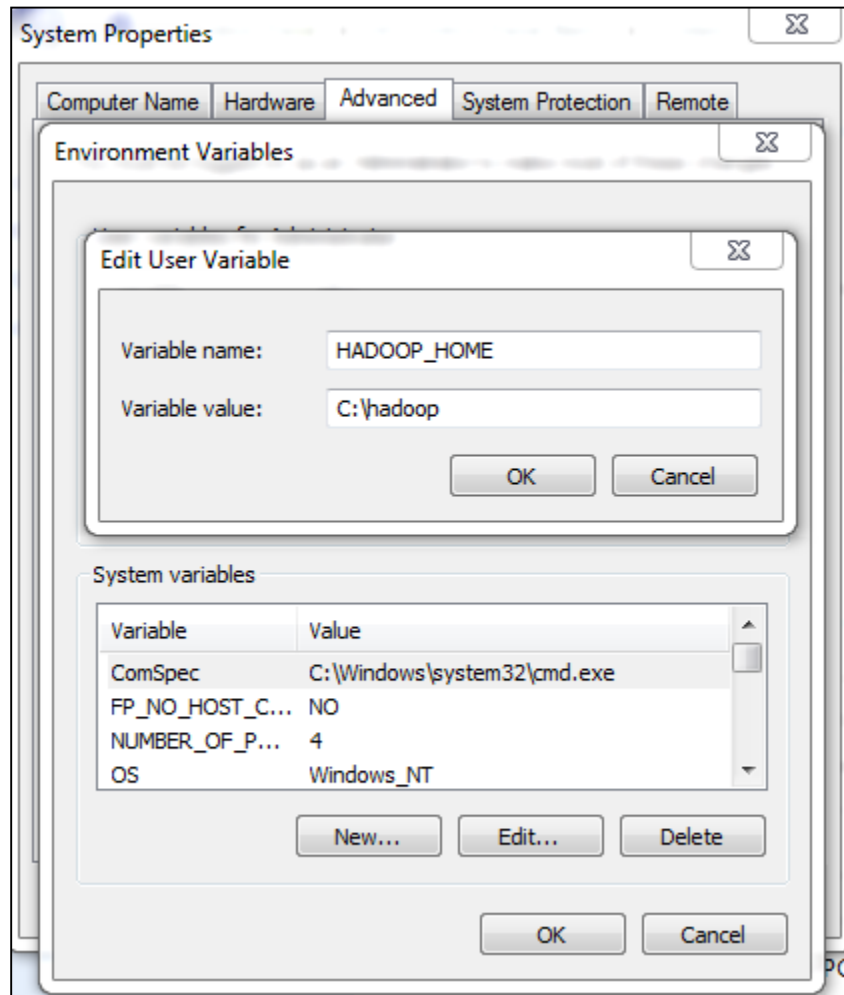 System Properties
Computer Name Hardware Advanced System Protection Remote
Environment Variables
Edit User Variable
Variable name: HADOOP_HOME
Variable value: C:\hadoop
OK Cancel
System variables
Variable Value
ComSpec C:\Windows\system32\cmd.exe
FP_NO_HOST_C... NO
NUMBER_OF_P... 4
OS Windows_NT
New... Edit... Delete
OK Cancel
PC